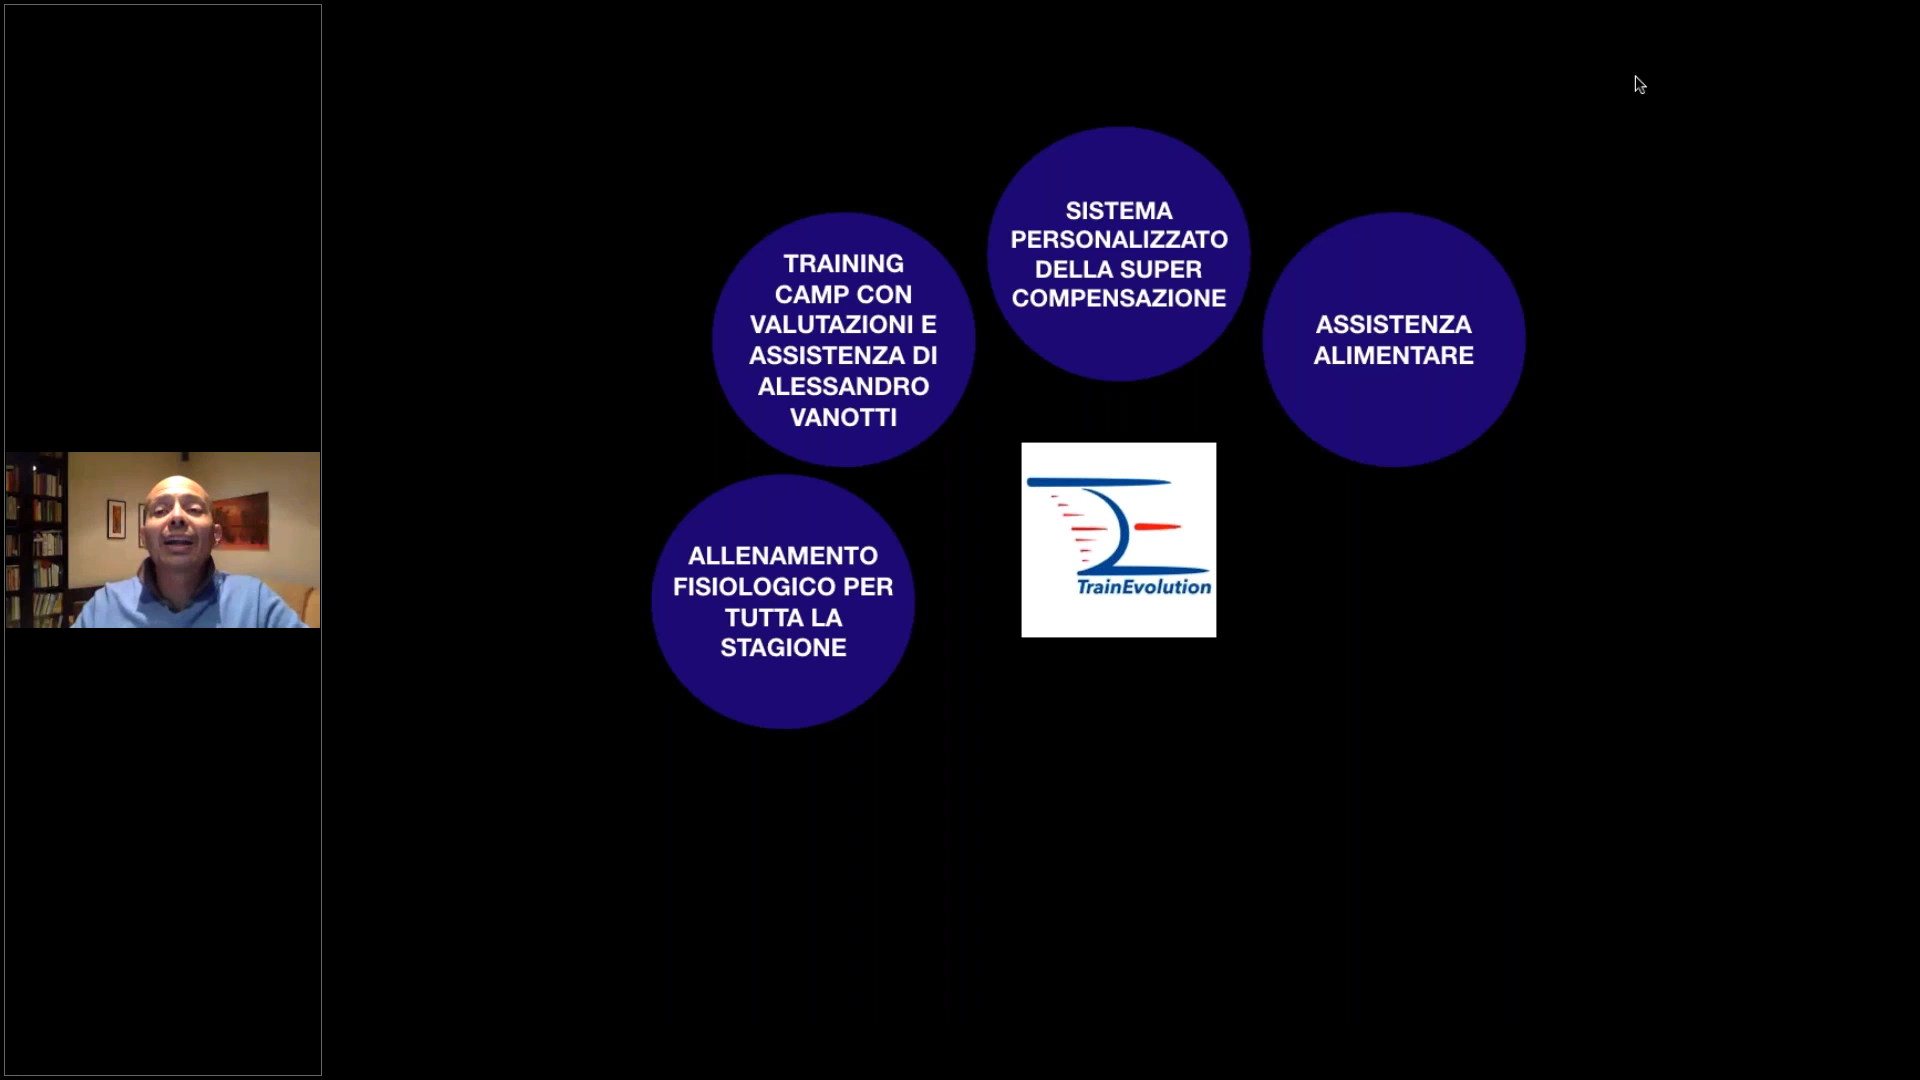 SISTEMA
PERSONALIZZATO
DELLA SUPER
COMPENSAZIONE
TRAINING
CAMP CON
VALUTAZIONI E
ASSISTENZA DI
ALESSANDRO
VANOTTI
ASSISTENZA
ALIMENTARE
ALLENAMENTO
FISIOLOGICO PER
TUTTA LA
STAGIONE
TrainEvolution